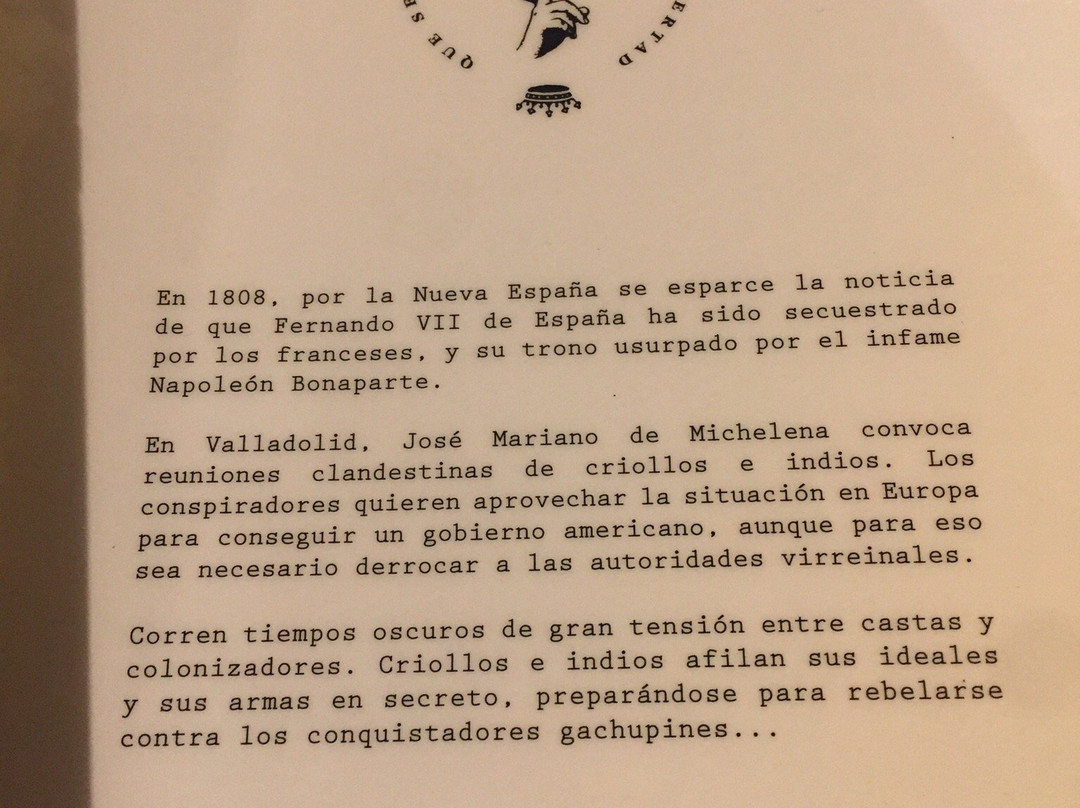 QUE SE
ERTAD
En 1808, por la Nueva España se esparce la noticia
de que Fernando VII de España ha sido secuestrado
por los franceses, y su trono usurpado por el infame
Napoleón Bonaparte.
En Valladolid, José Mariano de Michelena convoca
reuniones clandestinas de criollos e indios. Los
conspiradores quieren aprovechar la situación en Europa
para conseguir un gobierno americano, aunque para eso
sea necesario derrocar a las autoridades virreinales.
Corren tiempos oscuros de gran tensión entre castas y
colonizadores. Criollos e indios afilan sus ideales
y sus armas en secreto, preparándose para rebelarse
contra los conquistadores gachupines...